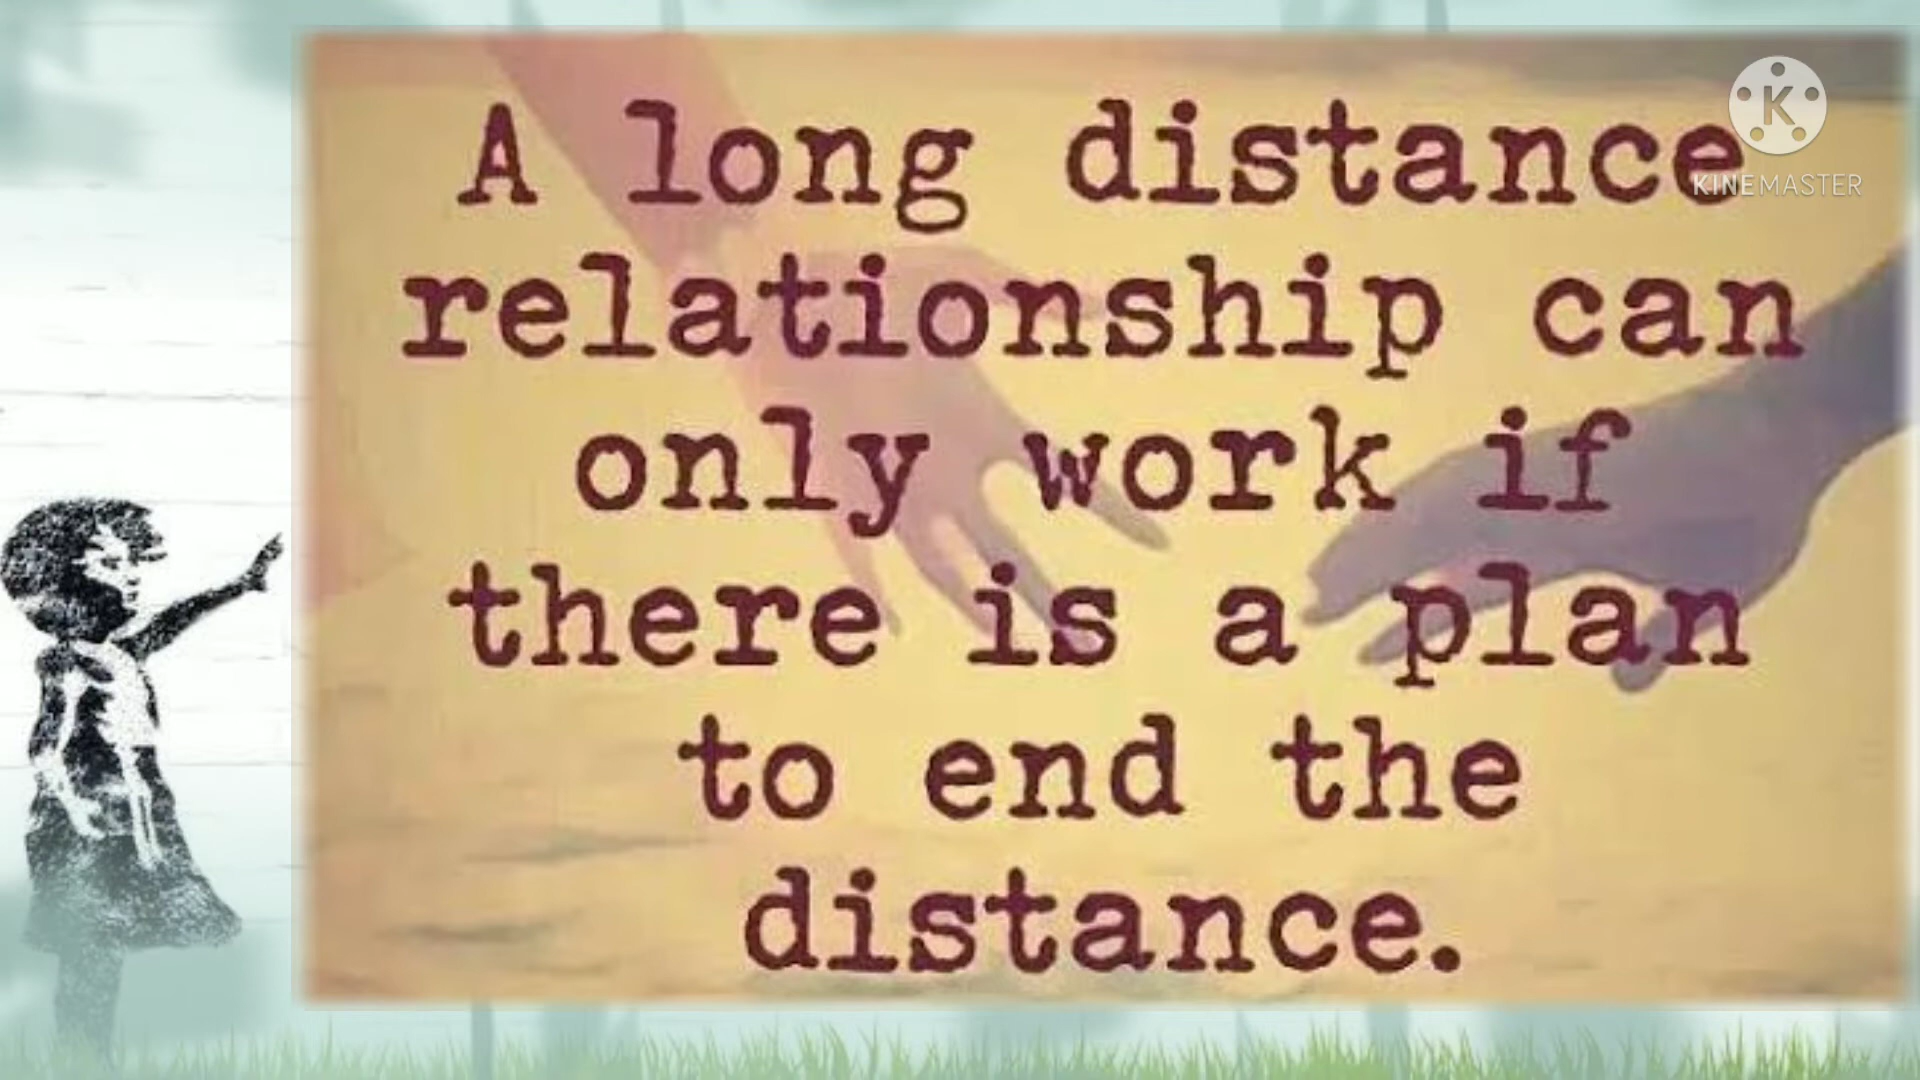 A long distance
relationship can
only work if
there is a plan
to end the
distance.
K
KINEMASTER